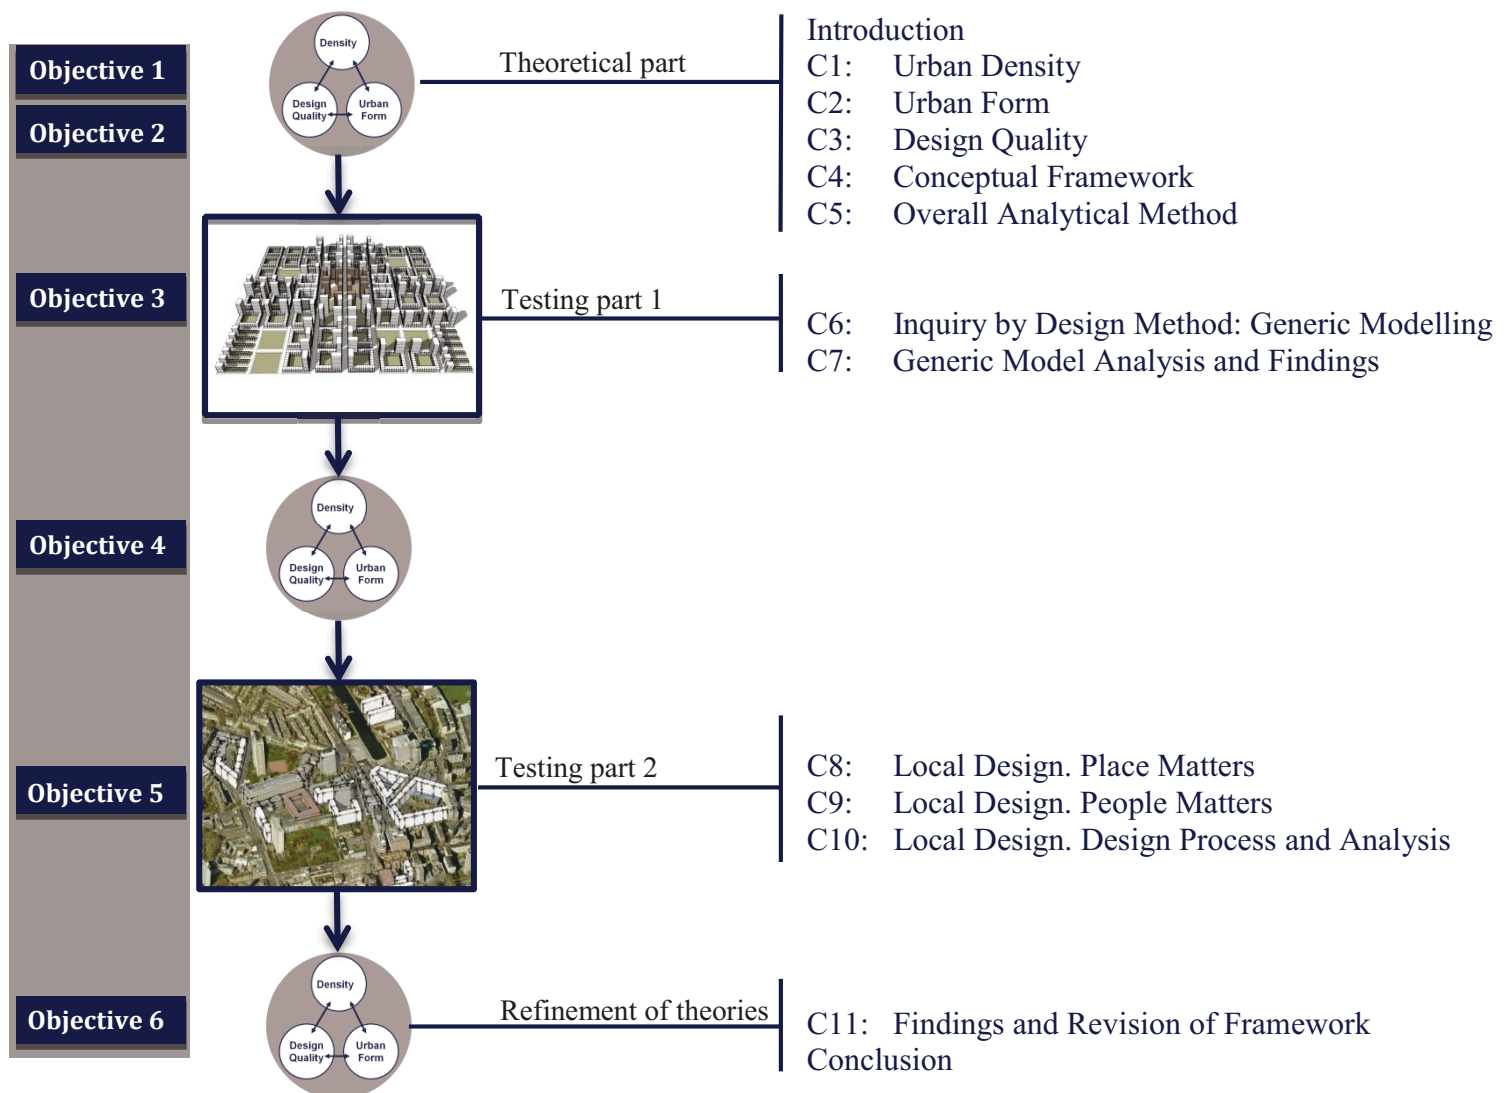 Objective 1
Objective 2
Objective 3
Objective 4
Objective 5
Objective 6
Density
Design
Quality
Urban
Form
Theoretical part
Introduction
C1: Urban Density
C2: Urban Form
C3: Design Quality
C4: Conceptual Framework
C5: Overall Analytical Method
Testing part 1
C6: Inquiry by Design Method: Generic Modelling
C7: Generic Model Analysis and Findings
Density
Design
Quality
Urban
Form
Testing part 2
C8: Local Design. Place Matters
C9: Local Design. People Matters
C10: Local Design. Design Process and Analysis
Density
Design
Quality
Urban
Form
Refinement of theories
C11: Findings and Revision of Framework
Conclusion